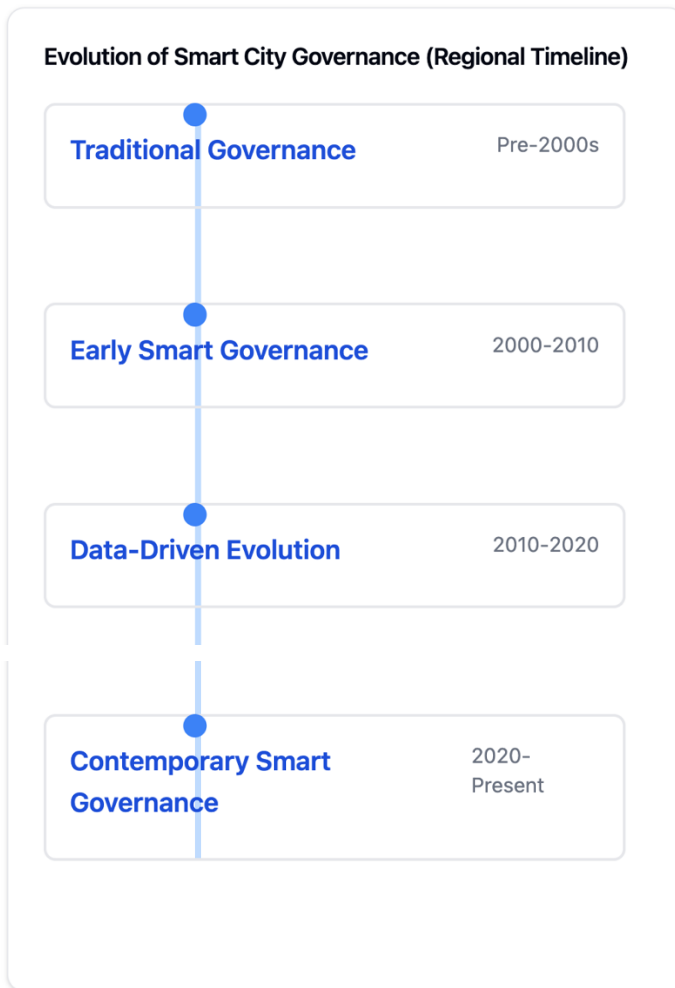 Evolution of Smart City Governance (Regional Timeline)
Traditional Governance
Pre-2000s
Early Smart Governance
2000-2010
Data-Driven Evolution
2010-2020
Contemporary Smart
Governance
2020-
Present